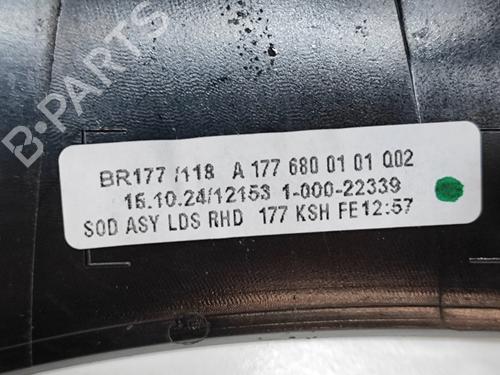 B-PARTS
BR177 /118 A 177 680 01 01 Q02
15.10.24/12153 1-000-22339
SOD ASY LDS RHD 177 KSH FE12:57